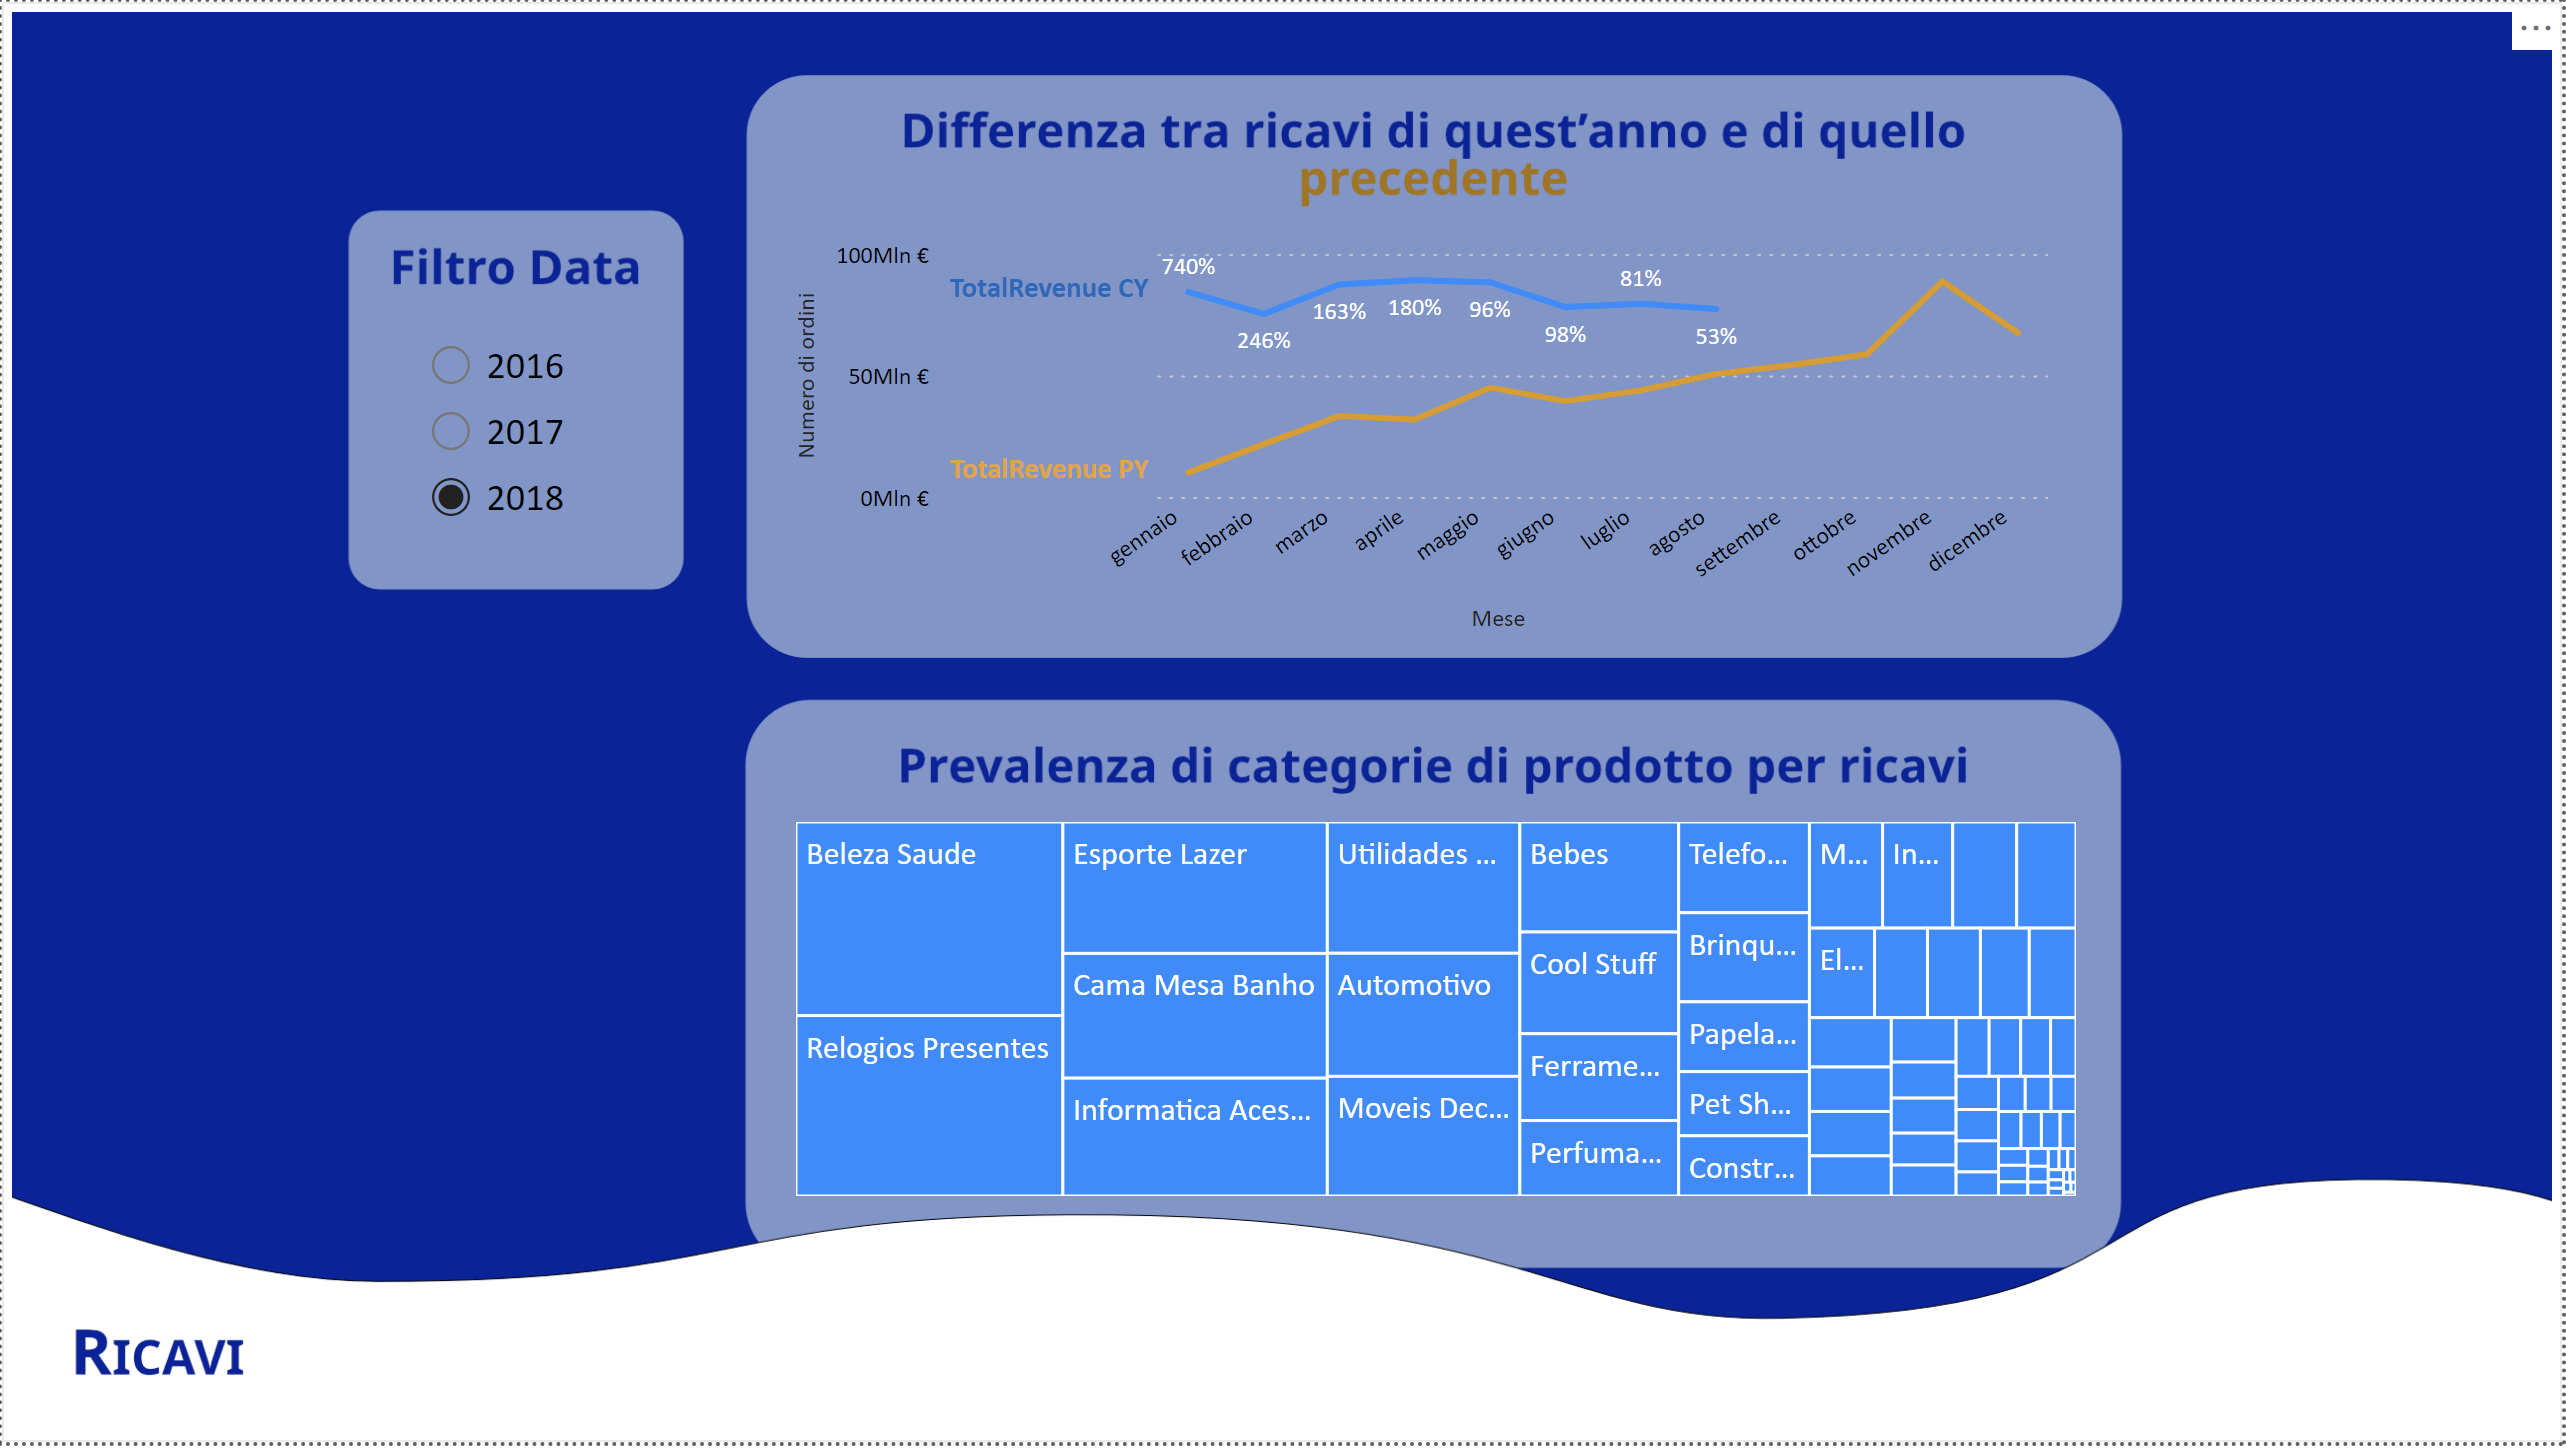 Differenza tra ricavi di quest’anno e di quello
precedente
Filtro Data
2016
2017
2018
100Mln €
50Mln €
0Mln €
Numero di ordini
TotalRevenue CY
TotalRevenue PY
740%
246%
163%
180%
96%
98%
81%
53%
gennaio
febbraio
marzo
aprile
maggio
giugno
luglio
agosto
settembre
ottobre
novembre
dicembre
Mese
Prevalenza di categorie di prodotto per ricavi
Beleza Saude
Relogios Presentes
Esporte Lazer
Cama Mesa Banho
Informatica Aces...
Utilidades ...
Automotivo
Moveis Dec...
Bebes
Cool Stuff
Ferrame...
Perfuma...
Telefo...
Brinqu...
Papela...
Pet Sh...
Constr...
M...
In...
El...
RICAVI